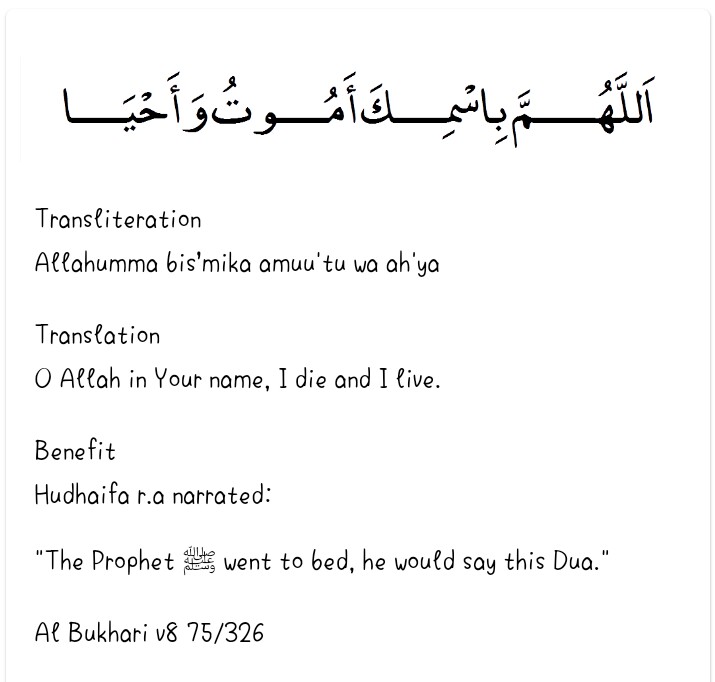 اَللَّهُمَّ بِاسْمِكَ أَمُوتُ وَأَحْيَا
Transliteration
Allahumma bis'mika amuu'tu wa ah'ya
Translation
O Allah in Your name, I die and I live.
Benefit
Hudhaifa r.a narrated:
"The Prophet ﷺ went to bed, he would say this Dua."
Al Bukhari v8 75/326